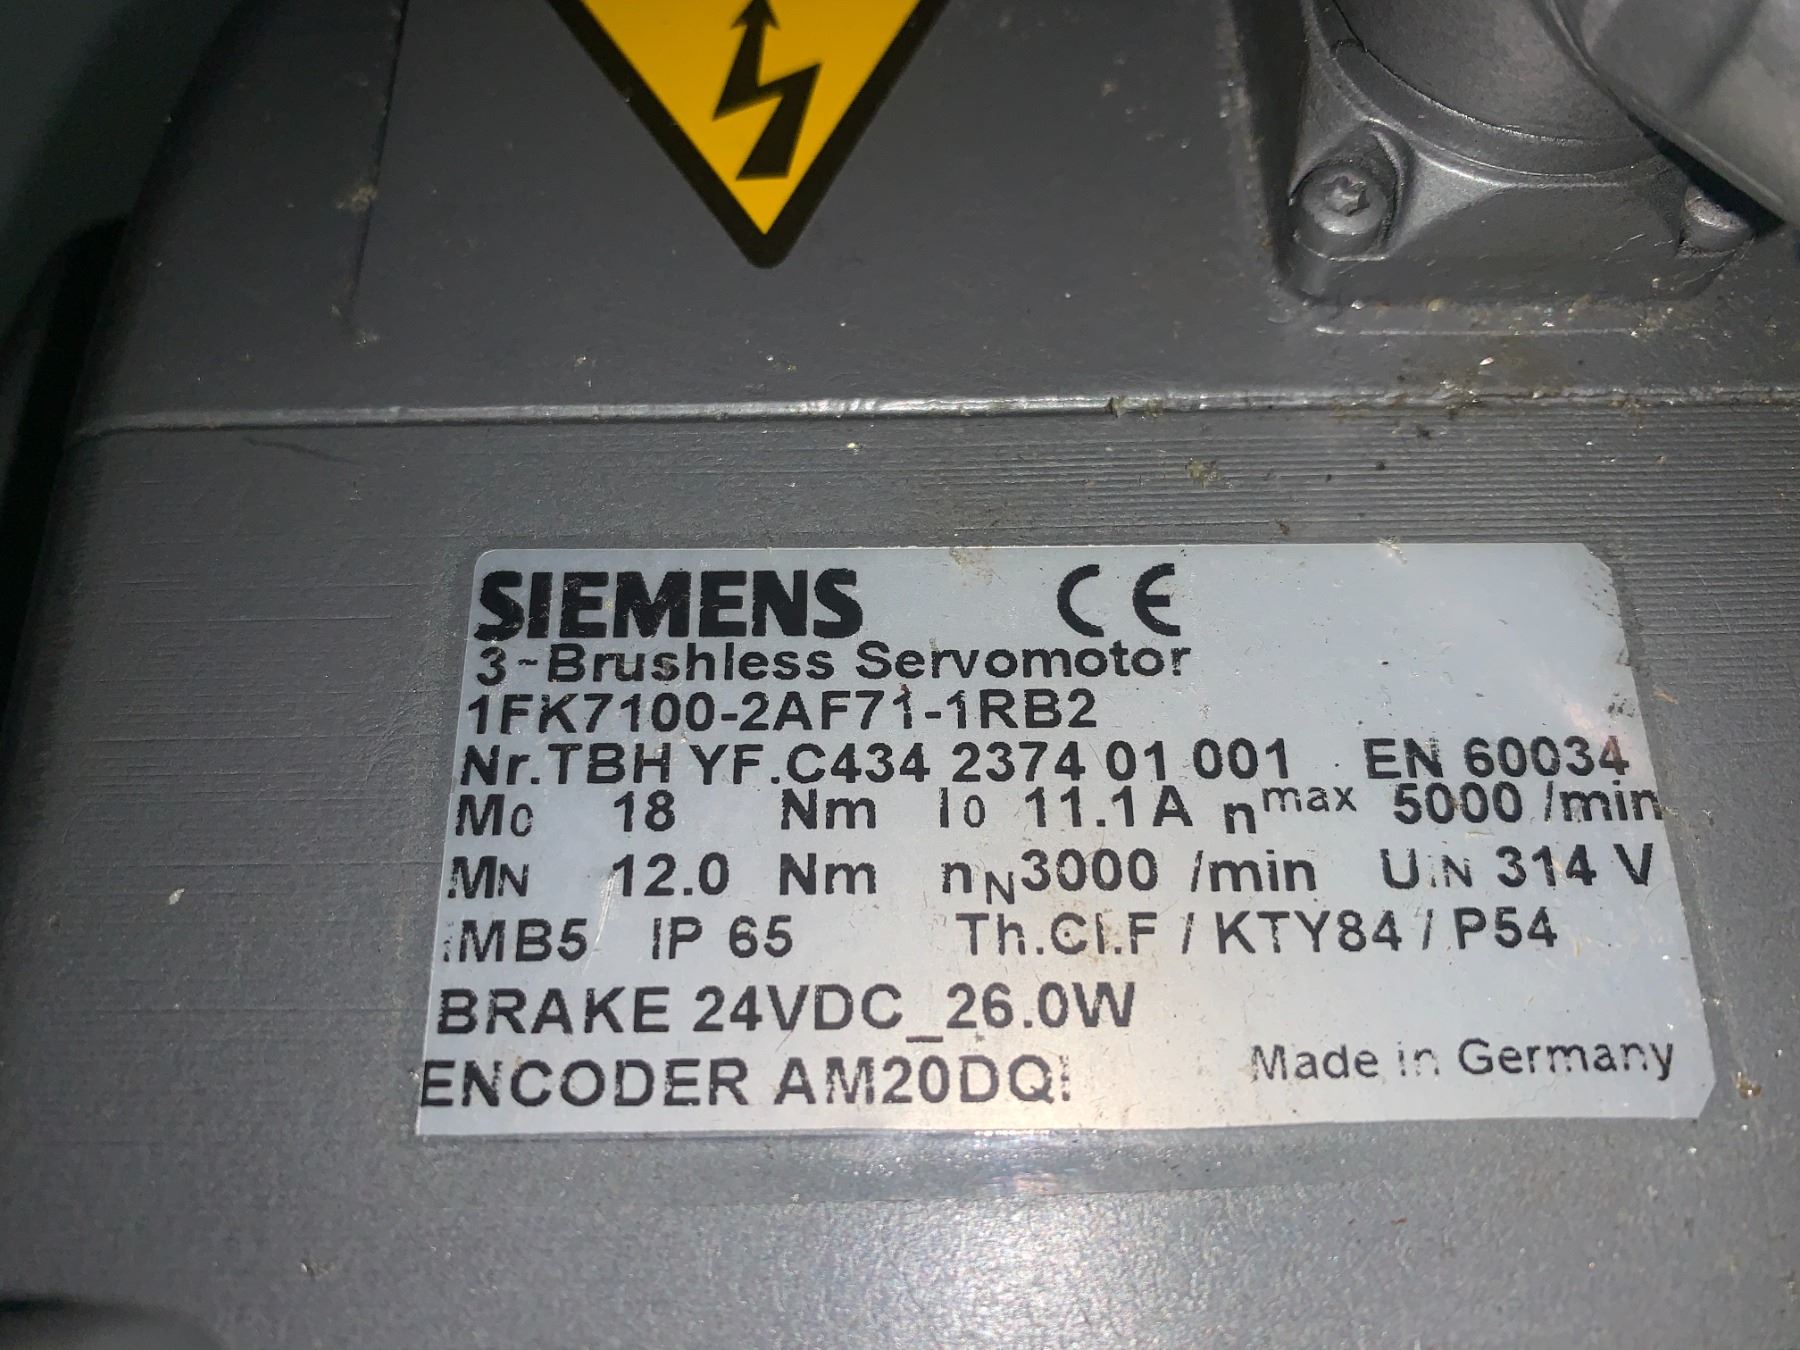 SIEMENS CE
3~Brushless Servomotor
1FK7100-2AF71-1RB2
Nr.TBH YF.C434 2374 01 001 EN 60034
M0 18 Nm I0 11.1A nmax 5000 /min
MN 12.0 Nm nN3000 /min UIN 314 V
IMB5 IP 65 Th.Cl.F / KTY84 / P54
BRAKE 24VDC_26.0W
ENCODER AM20DQI
Made in Germany